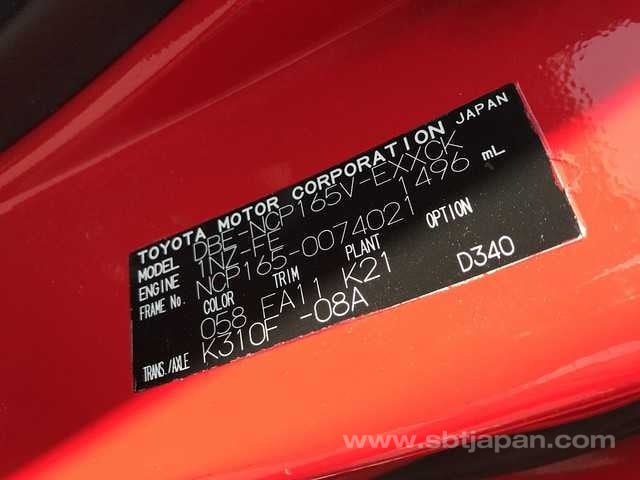 TOYOTA MOTOR CORPORATION JAPAN
MODEL DBE-NCP165V-EXXCK
ENGINE 1NZ-FE 1496 mL
FRAME No. NCP165-0074021
COLOR TRIM PLANT OPTION
058 EA11 K21
TRANS./AXLE K310F -08A D340
www.sbtjapan.com